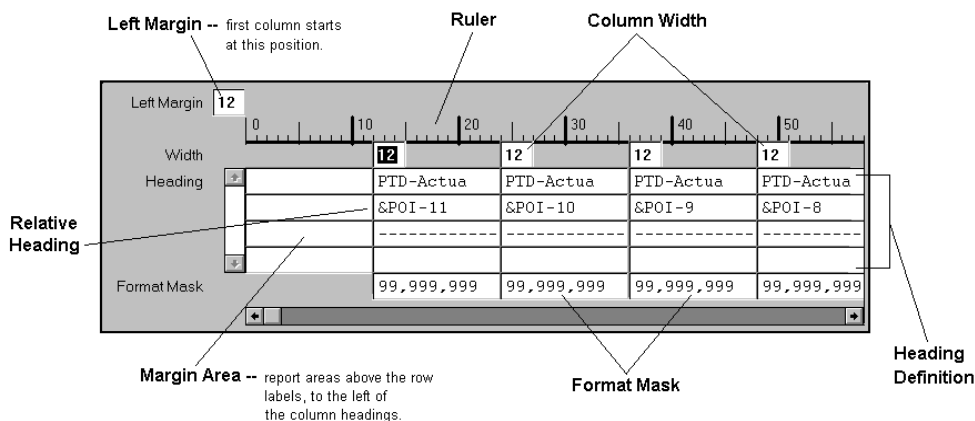 Left Margin -- first column starts
at this position.
Ruler
Column Width
Left Margin 12
0 10 20 30 40 50
Width 12 12 12 12
Heading PTD-Actua PTD-Actua PTD-Actua PTD-Actua
Relative
Heading
&POI-11 &POI-10 &POI-9 &POI-8
------------ ------------ ------------ ----------
Format Mask 99,999,999 99,999,999 99,999,999 99,999,999
Margin Area -- report areas above the row
labels, to the left of
the column headings.
Format Mask
Heading
Definition